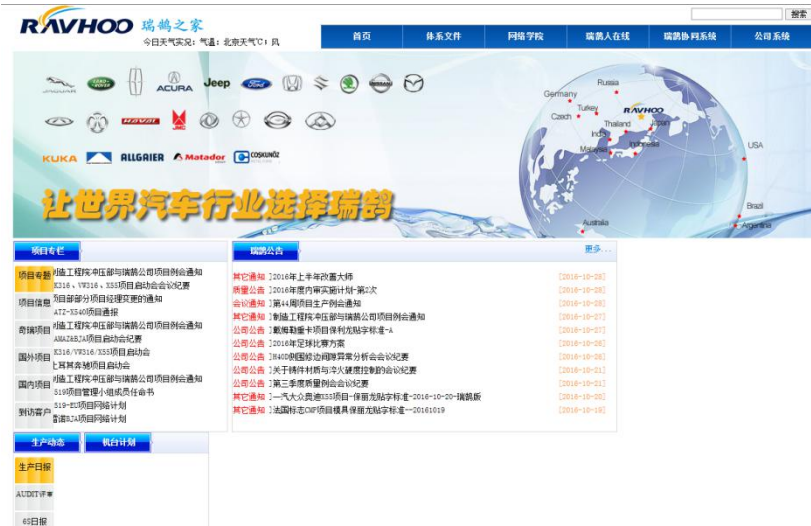 搜索
RAVHOO 瑞鹄之家
今日天气实况：气温：北京天气℃；风
首页 体系文件 网络学院 瑞鹄人在线 瑞鹄协同系统 公司系统
JAGUAR LAND ROVER ACURA Jeep Ford NISSAN
HAVAL
KUKA ALLGAIER Matador COSKUNÖZ
让世界汽车行业选择瑞鹄
Germany Russia
Czech Turkey RAVHOO
India Thailand Japan
Malaysia Indonesia USA
Brazil
Australia Argentina
项目专栏
项目专题
制造工程院冲压部与瑞鹄公司项目例会通知
K316、VW316、X55项目启动会会议纪要
项目信息
项目部部分项目经理变更的通知
ATZ-X540项目通报
奇瑞项目
制造工程院冲压部与瑞鹄公司项目例会通知
AMAZ&BJA项目启动会纪要
国外项目
K316/VW316/X55项目启动会
土耳其奔驰项目启动会
国内项目
制造工程院冲压部与瑞鹄公司项目例会通知
S19项目管理小组成员任命书
到访客户
S19-EU项目网络计划
雷诺BJA项目网络计划
瑞鹄公告 更多...
其它通知 ]2016年上半年改善大师 [2016-10-28]
质量公告 ]2016年度内审实施计划-第2次 [2016-10-28]
会议通知 ]第44周项目生产例会通知 [2016-10-28]
其它通知 ]制造工程院冲压部与瑞鹄公司项目例会通知 [2016-10-27]
公司公告 ]戴姆勒重卡项目保利龙贴字标准-A [2016-10-27]
公司公告 ]2016年足球比赛方案 [2016-10-26]
公司公告 ]H40D侧围修边间隙异常分析会会议纪要 [2016-10-26]
公司公告 ]关于铸件材质与淬火硬度控制的会议纪要 [2016-10-21]
公司公告 ]第三季度质量例会会议纪要 [2016-10-21]
其它通知 ]一汽大众奥迪X55项目-保丽龙贴字标准-2016-10-20-瑞鹄版 [2016-10-20]
其它通知 ]法国标志CMP项目模具保丽龙贴字标准--20161019 [2016-10-19]
生产动态 机台计划
生产日报
AUDIT评审
6S日报